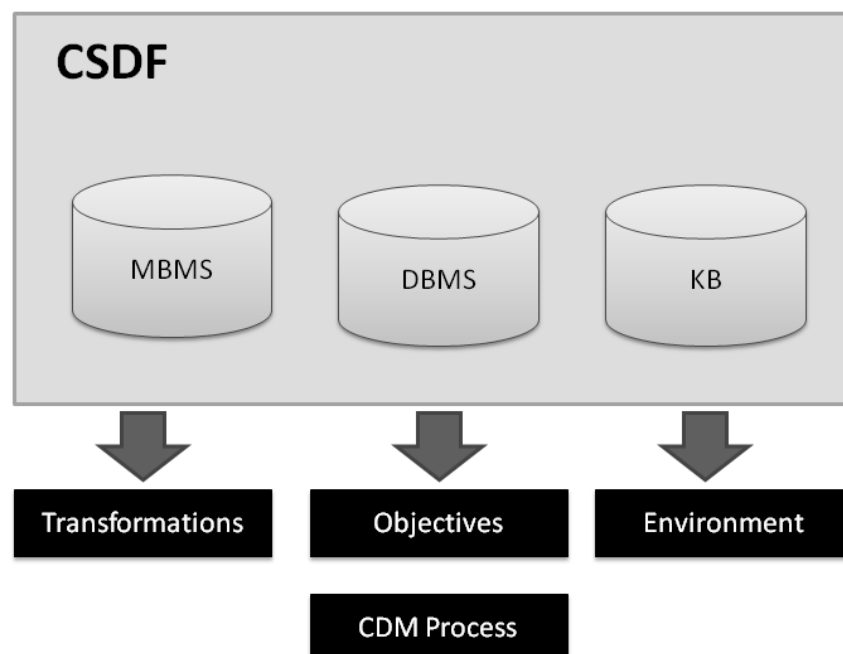 CSDF
MBMS
DBMS
KB
Transformations
Objectives
Environment
CDM Process